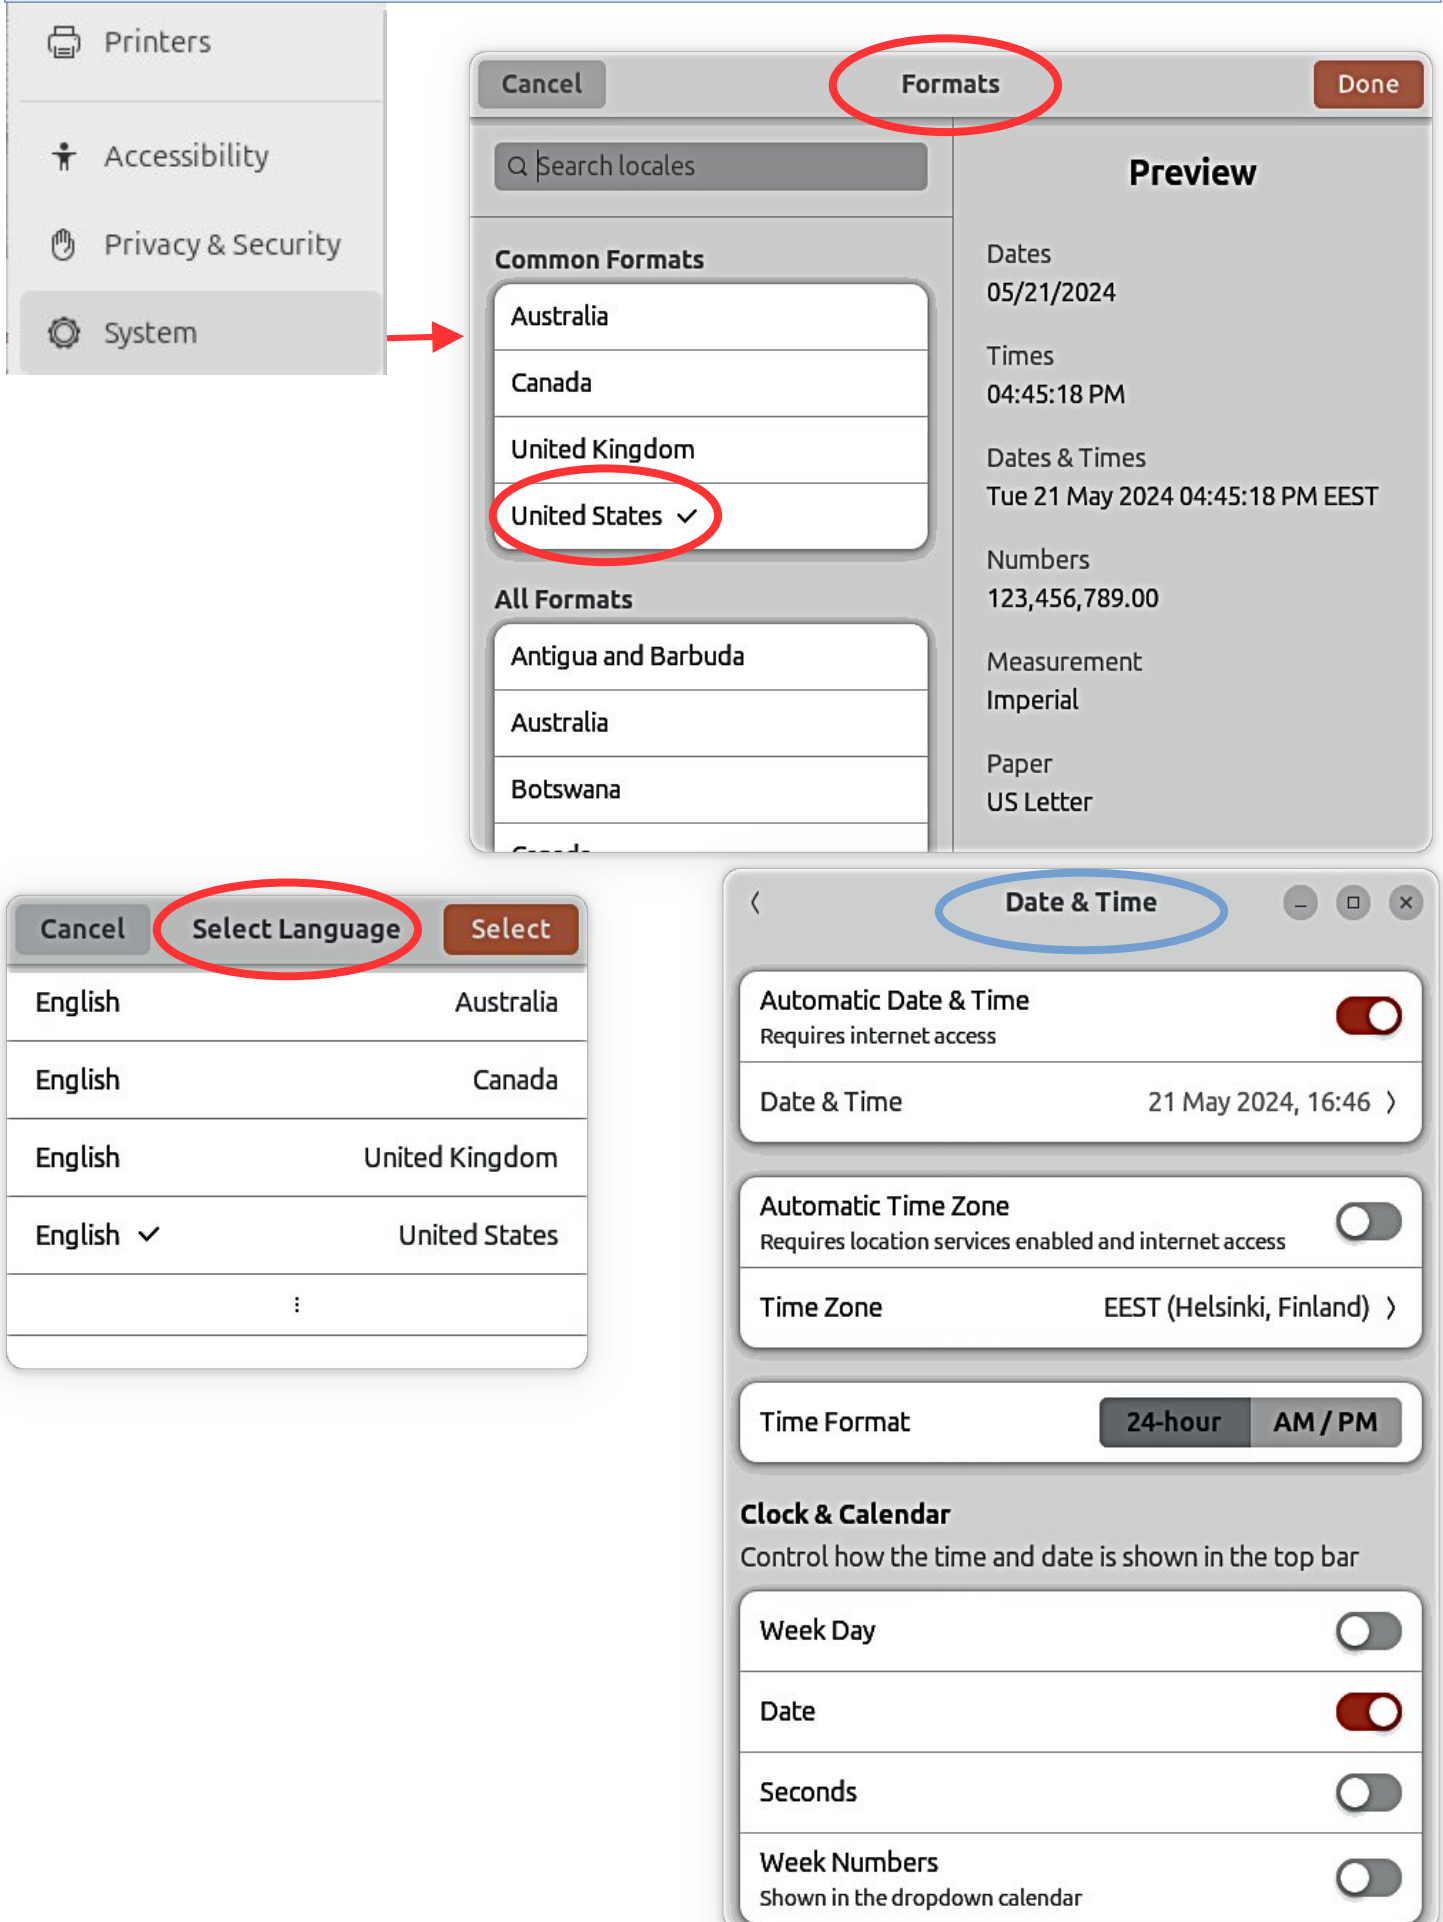 Printers
Accessibility
Privacy & Security
System
Cancel
Formats
Done
Search locales
Common Formats
Australia
Canada
United Kingdom
United States
All Formats
Antigua and Barbuda
Australia
Botswana
Preview
Dates
05/21/2024
Times
04:45:18 PM
Dates & Times
Tue 21 May 2024 04:45:18 PM EEST
Numbers
123,456,789.00
Measurement
Imperial
Paper
US Letter
Cancel
Select Language
Select
English Australia
English Canada
English United Kingdom
English ✓ United States
Date & Time
Automatic Date & Time
Requires internet access
Date & Time 21 May 2024, 16:46
Automatic Time Zone
Requires location services enabled and internet access
Time Zone EEST (Helsinki, Finland)
Time Format 24-hour AM / PM
Clock & Calendar
Control how the time and date is shown in the top bar
Week Day
Date
Seconds
Week Numbers
Shown in the dropdown calendar